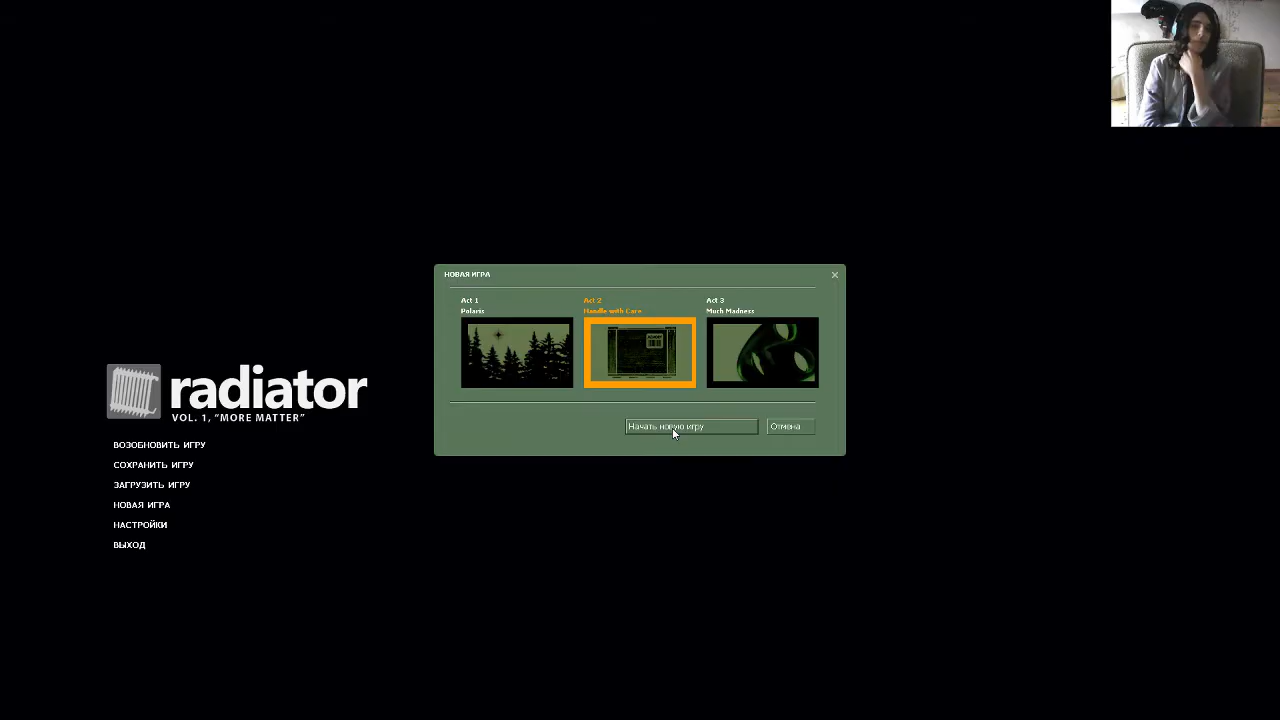 НОВАЯ ИГРА
Act 1
Polaris
Act 2
Handle with Care
Act 3
Much Madness
Начать новую игру
Отмена
radiator
VOL. 1, "MORE MATTER"
ВОЗОБНОВИТЬ ИГРУ
СОХРАНИТЬ ИГРУ
ЗАГРУЗИТЬ ИГРУ
НОВАЯ ИГРА
НАСТРОЙКИ
ВЫХОД